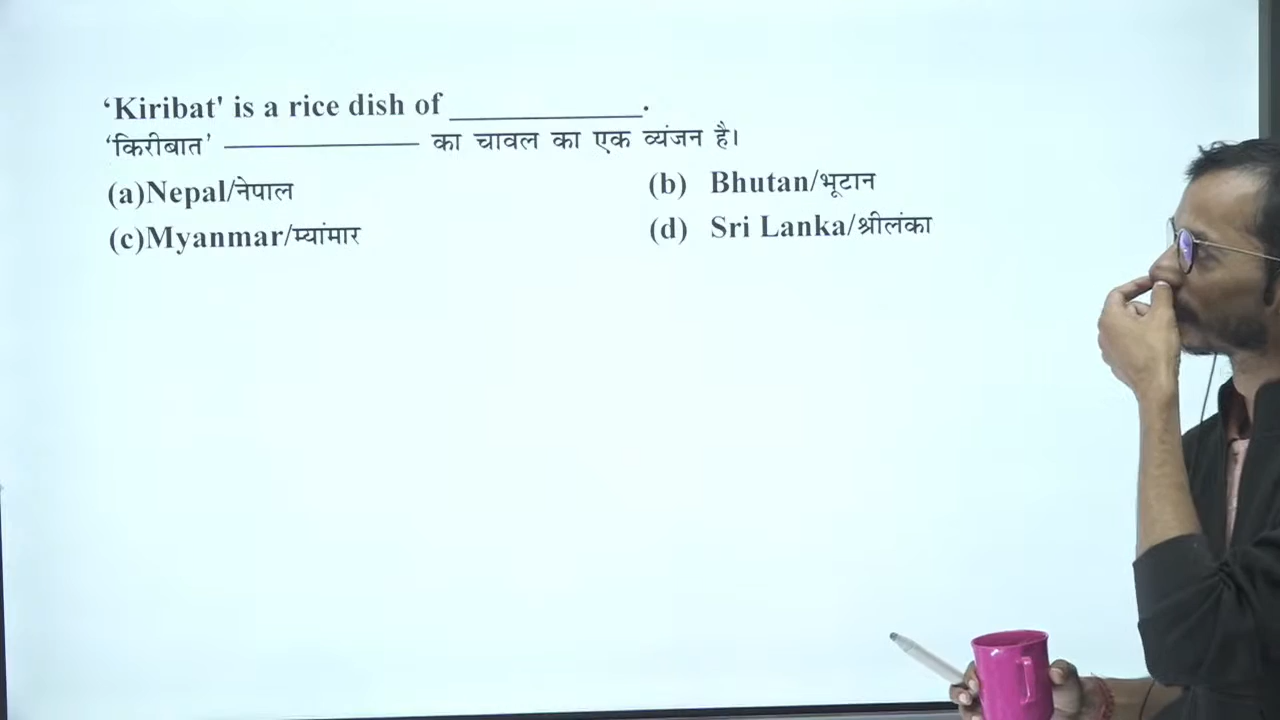 ‘Kiribat' is a rice dish of ____________.
‘किरीबात’ ____________ का चावल का एक व्यंजन है।
(a)Nepal/नेपाल (b) Bhutan/भूटान
(c)Myanmar/म्यांमार (d) Sri Lanka/श्रीलंका